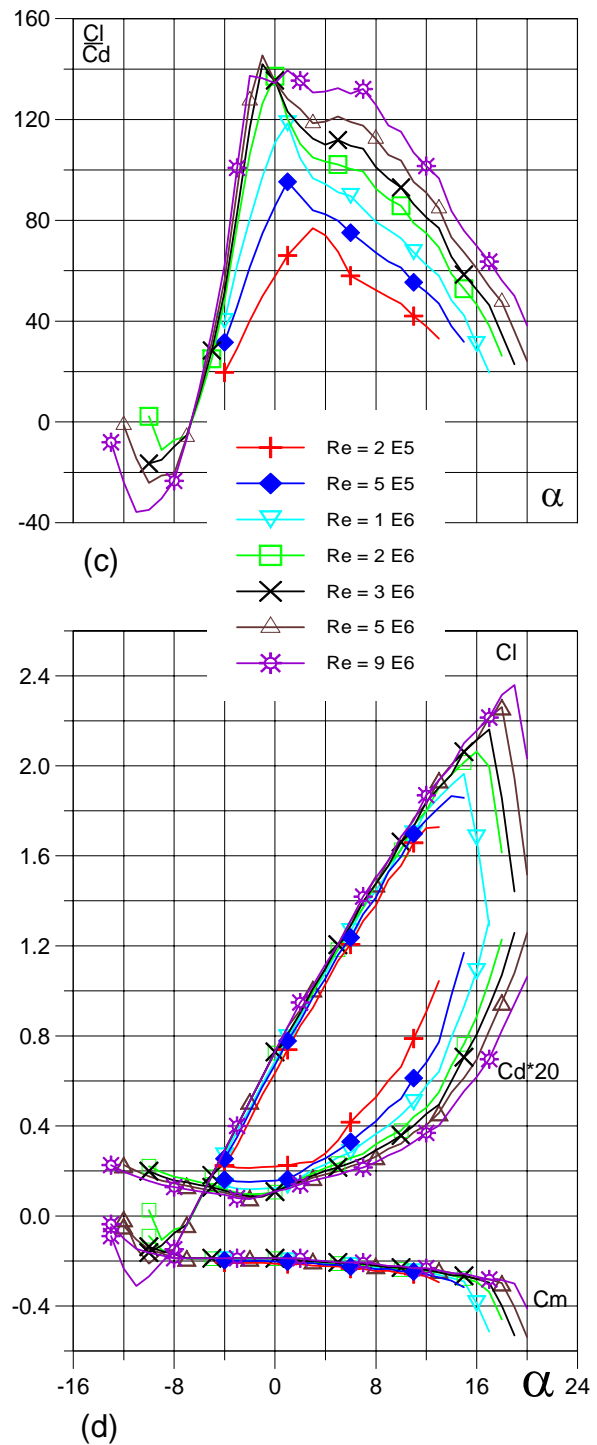 160
Cl
Cd
120
80
40
0
-40
α
(c)
Re = 2 E5
Re = 5 E5
Re = 1 E6
Re = 2 E6
Re = 3 E6
Re = 5 E6
Re = 9 E6
Cl
2.4
2.0
1.6
1.2
0.8
Cd*20
0.4
0.0
-0.4
Cm
-16 -8 0 8 16 24
α
(d)